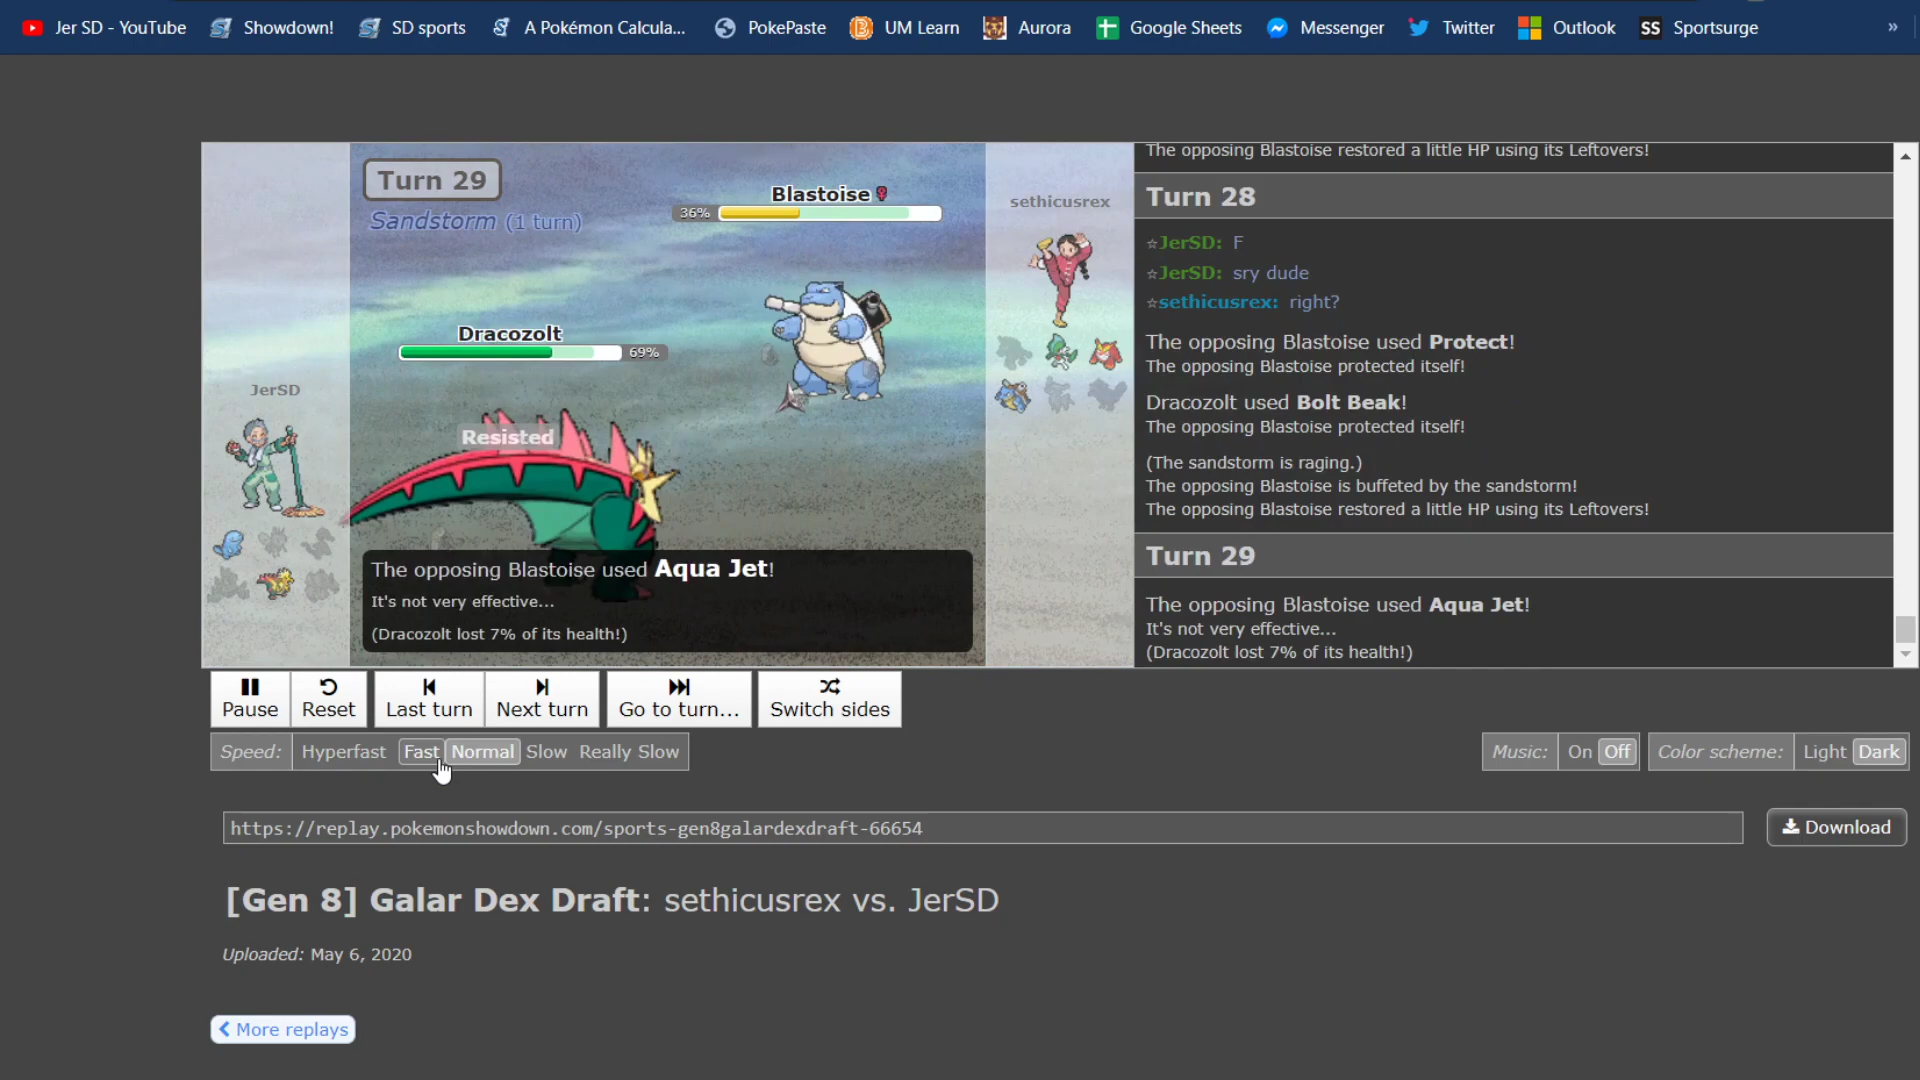 Jer SD - YouTube Showdown! SD sports A Pokémon Calcula... PokePaste UM Learn Aurora Google Sheets Messenger Twitter Outlook SS Sportsurge »
Turn 29
Sandstorm (1 turn)
Blastoise
36%
Dracozolt
69%
JerSD
sethicusrex
Resisted
The opposing Blastoise used Aqua Jet!
It's not very effective...
(Dracozolt lost 7% of its health!)
The opposing Blastoise restored a little HP using its Leftovers!
Turn 28
☆JerSD: F
☆JerSD: sry dude
☆sethicusrex: right?
The opposing Blastoise used Protect!
The opposing Blastoise protected itself!
Dracozolt used Bolt Beak!
The opposing Blastoise protected itself!
(The sandstorm is raging.)
The opposing Blastoise is buffeted by the sandstorm!
The opposing Blastoise restored a little HP using its Leftovers!
Turn 29
The opposing Blastoise used Aqua Jet!
It's not very effective...
(Dracozolt lost 7% of its health!)
Pause Reset Last turn Next turn Go to turn... Switch sides
Speed: Hyperfast Fast Normal Slow Really Slow Music: On Off Color scheme: Light Dark
https://replay.pokemonshowdown.com/sports-gen8galardexdraft-66654 Download
[Gen 8] Galar Dex Draft: sethicusrex vs. JerSD
Uploaded: May 6, 2020
More replays